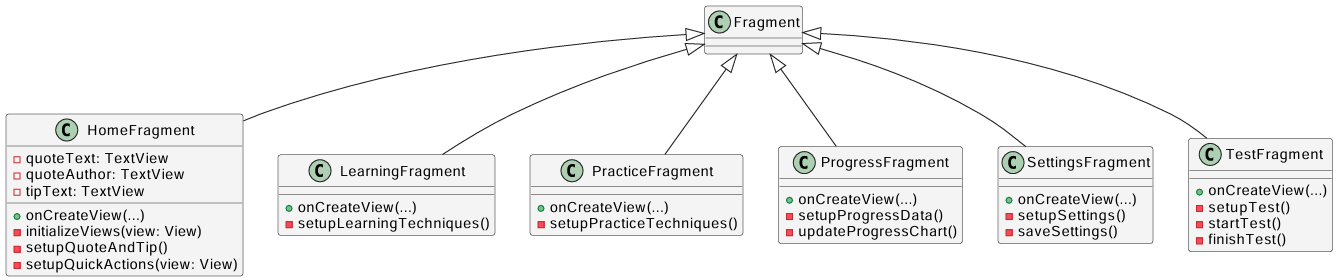 C Fragment
C HomeFragment
quoteText: TextView
quoteAuthor: TextView
tipText: TextView
onCreateView(...)
initializeViews(view: View)
setupQuoteAndTip()
setupQuickActions(view: View)
C LearningFragment
onCreateView(...)
setupLearningTechniques()
C PracticeFragment
onCreateView(...)
setupPracticeTechniques()
C ProgressFragment
onCreateView(...)
setupProgressData()
updateProgressChart()
C SettingsFragment
onCreateView(...)
setupSettings()
saveSettings()
C TestFragment
onCreateView(...)
setupTest()
startTest()
finishTest()